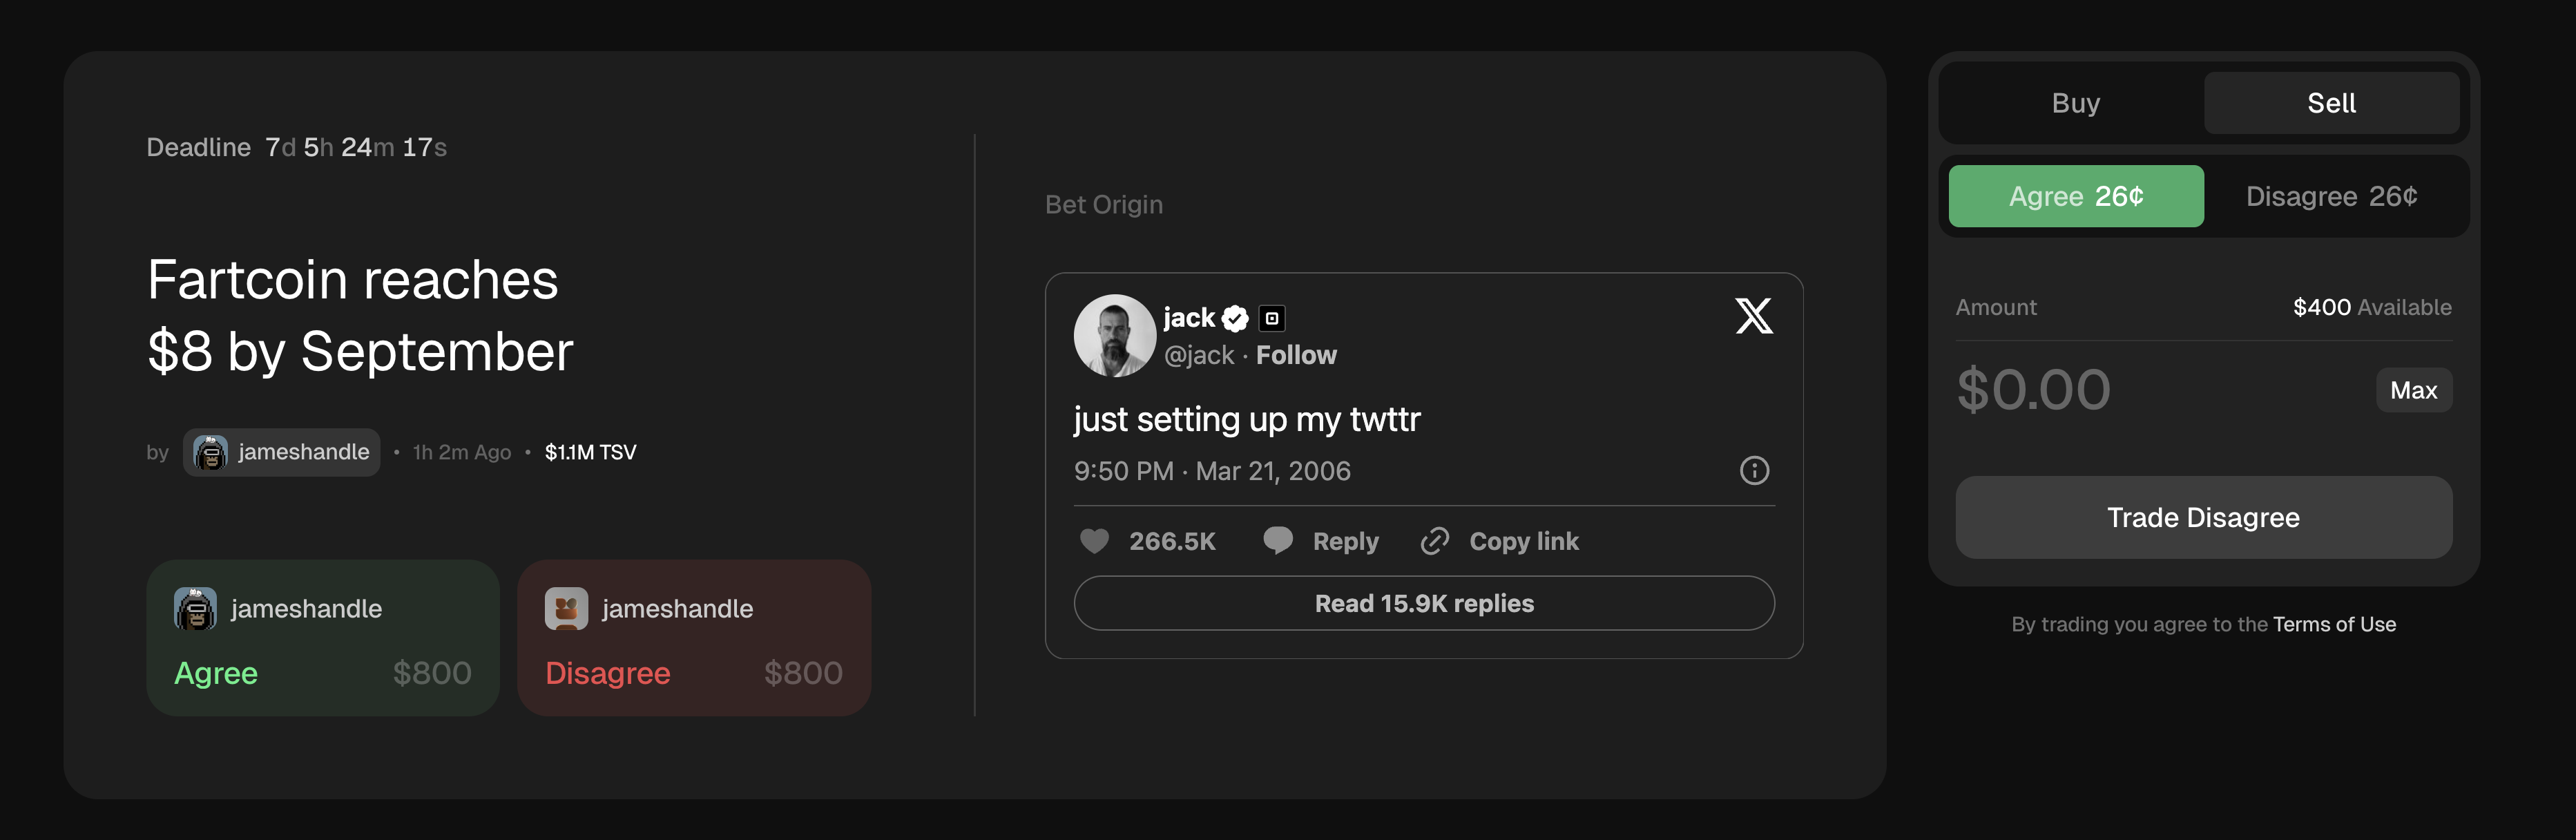 Deadline 7d 5h 24m 17s
Fartcoin reaches
$8 by September
by jameshandle • 1h 2m Ago • $1.1M TSV
jameshandle
Agree $800
jameshandle
Disagree $800
Bet Origin
jack
@jack · Follow
just setting up my twttr
9:50 PM · Mar 21, 2006
266.5K Reply Copy link
Read 15.9K replies
Buy Sell
Agree 26¢ Disagree 26¢
Amount $400 Available
$0.00 Max
Trade Disagree
By trading you agree to the Terms of Use